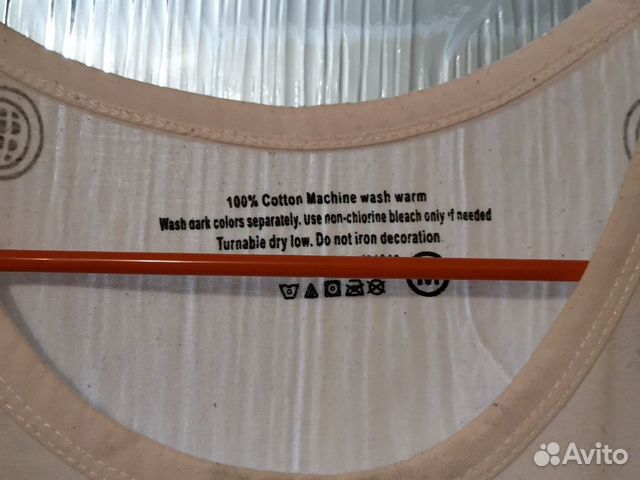 100% Cotton Machine wash warm
Wash dark colors separately. Use non-chlorine bleach only if needed
Turnable dry low. Do not iron decoration
M
Avito